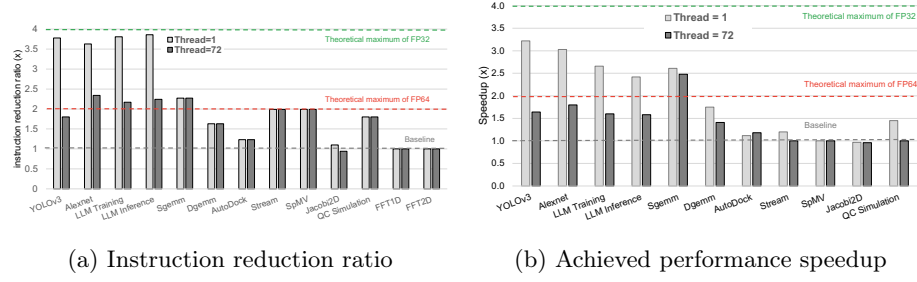 instruction reduction ratio (x)
4
3.5
3
2.5
2
1.5
1
0.5
0
Thread=1
Thread=72
Theoretical maximum of FP32
Theoretical maximum of FP64
Baseline
YOLOv3
Alexnet
LLM Training
LLM Inference
Sgemm
Dgemm
AutoDock
Stream
SpMV
Jacobi2D
QC Simulation
FFT1D
FFT2D
(a) Instruction reduction ratio
Speedup (x)
4.0
3.5
3.0
2.5
2.0
1.5
1.0
0.5
0.0
Thread = 1
Thread = 72
Theoretical maximum of FP32
Theoretical maximum of FP64
Baseline
YOLOv3
Alexnet
LLM Training
LLM Inference
Sgemm
Dgemm
AutoDock
Stream
SpMV
Jacobi2D
QC Simulation
(b) Achieved performance speedup